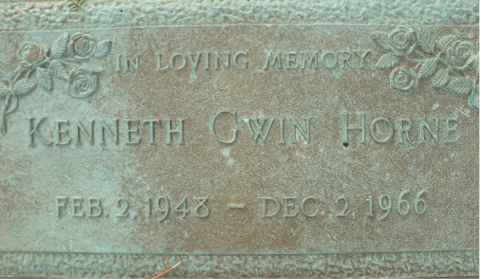 IN LOVING MEMORY
KENNETH GWIN HORNE
FEB. 2, 1948 – DEC. 2, 1966